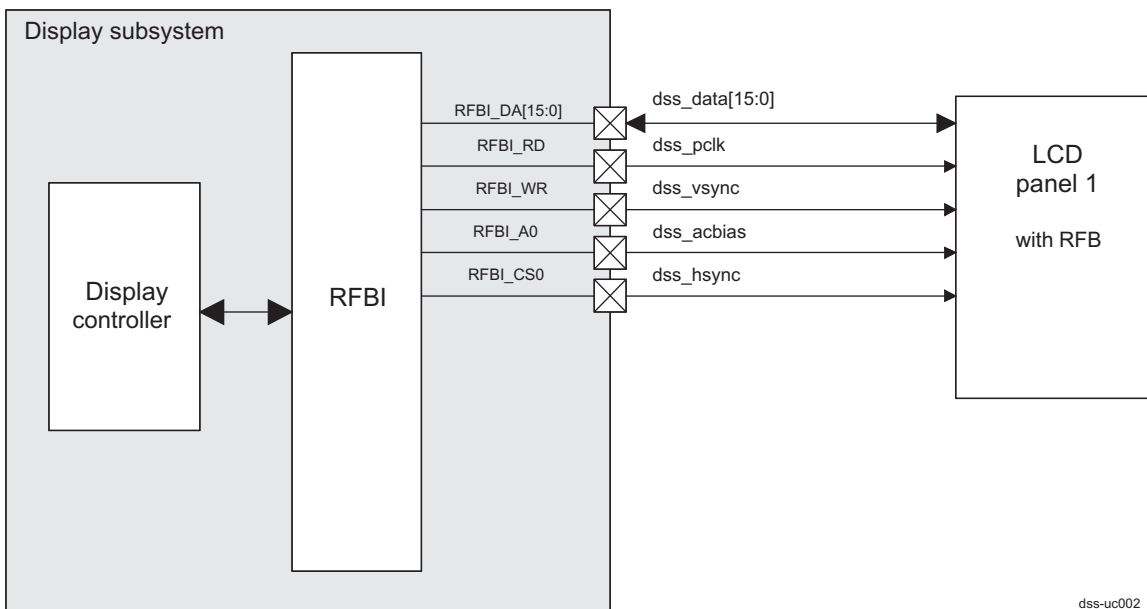 Display subsystem
RFBI_DA[15:0]
dss_data[15:0]
RFBI_RD
dss_pclk
RFBI_WR
dss_vsync
RFBI_A0
dss_acbias
RFBI_CS0
dss_hsync
Display
controller
RFBI
LCD
panel 1
with RFB
dss-uc002